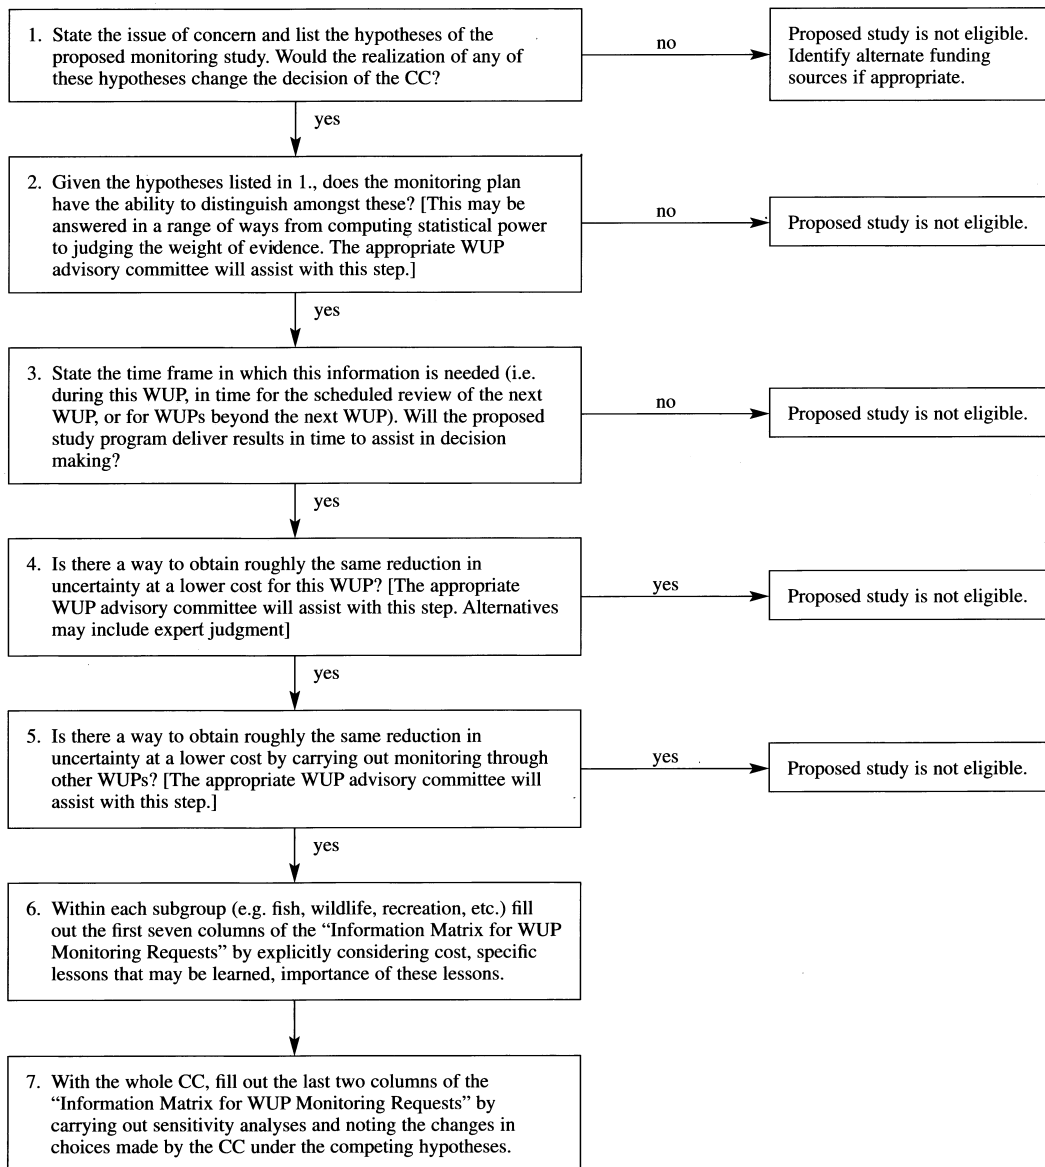 1. State the issue of concern and list the hypotheses of the
proposed monitoring study. Would the realization of any of
these hypotheses change the decision of the CC?
no
Proposed study is not eligible.
Identify alternate funding
sources if appropriate.
yes
2. Given the hypotheses listed in 1., does the monitoring plan
have the ability to distinguish amongst these? [This may be
answered in a range of ways from computing statistical power
to judging the weight of evidence. The appropriate WUP
advisory committee will assist with this step.]
no
Proposed study is not eligible.
yes
3. State the time frame in which this information is needed (i.e.
during this WUP, in time for the scheduled review of the next
WUP, or for WUPs beyond the next WUP). Will the proposed
study program deliver results in time to assist in decision
making?
no
Proposed study is not eligible.
yes
4. Is there a way to obtain roughly the same reduction in
uncertainty at a lower cost for this WUP? [The appropriate
WUP advisory committee will assist with this step. Alternatives
may include expert judgment]
yes
Proposed study is not eligible.
yes
5. Is there a way to obtain roughly the same reduction in
uncertainty at a lower cost by carrying out monitoring through
other WUPs? [The appropriate WUP advisory committee will
assist with this step.]
yes
Proposed study is not eligible.
yes
6. Within each subgroup (e.g. fish, wildlife, recreation, etc.) fill
out the first seven columns of the “Information Matrix for WUP
Monitoring Requests” by explicitly considering cost, specific
lessons that may be learned, importance of these lessons.
7. With the whole CC, fill out the last two columns of the
“Information Matrix for WUP Monitoring Requests” by
carrying out sensitivity analyses and noting the changes in
choices made by the CC under the competing hypotheses.